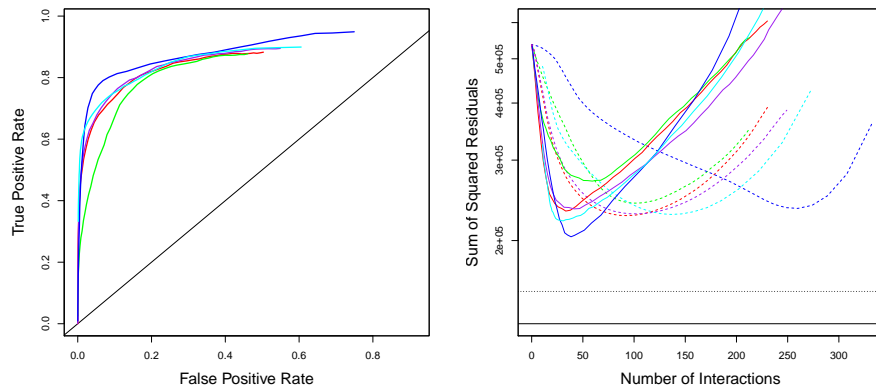 True Positive Rate
1.0
0.8
0.6
0.4
0.2
0.0
0.0 0.2 0.4 0.6 0.8
False Positive Rate
Sum of Squared Residuals
5e+05
4e+05
3e+05
2e+05
0 50 100 150 200 250 300
Number of Interactions